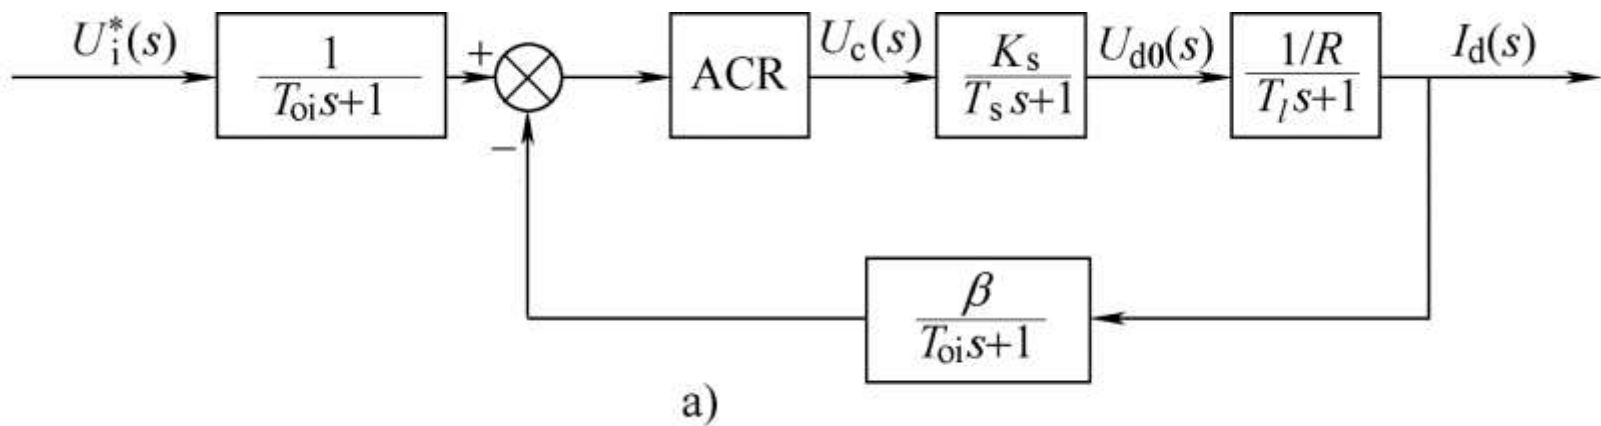 U*i(s)
1
Toi s+1
+
−
ACR
Uc(s)
Ks
Ts s+1
Ud0(s)
1/R
Tl s+1
Id(s)
β
Toi s+1
a)